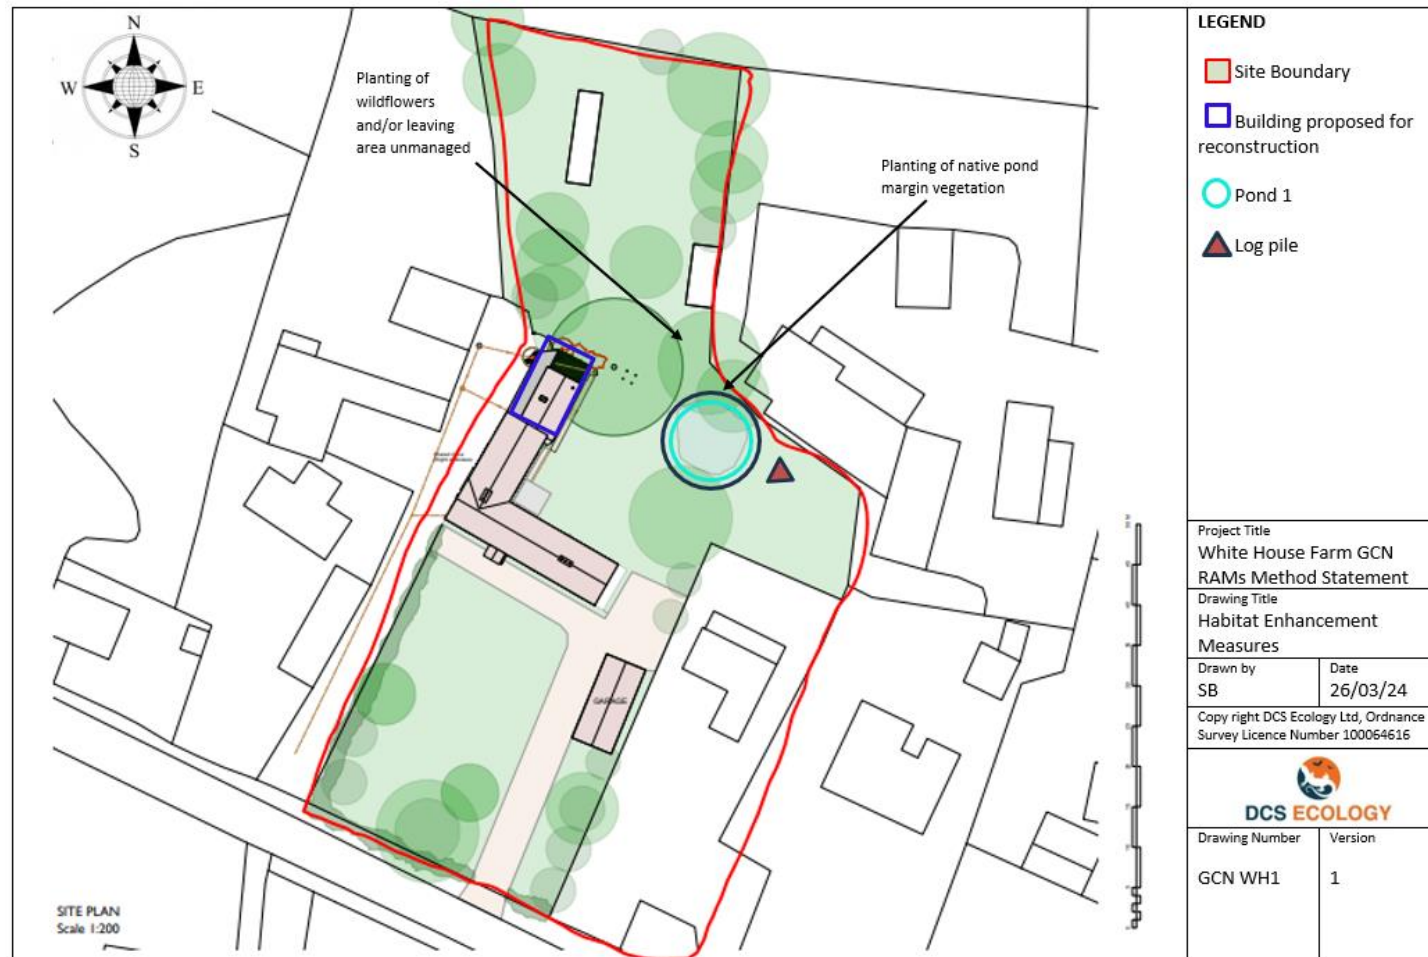 N
W
E
S
Planting of
wildflowers
and/or leaving
area unmanaged
Planting of native pond
margin vegetation
GARAGE
SITE PLAN
Scale 1:200
LEGEND
Site Boundary
Building proposed for
reconstruction
Pond 1
Log pile
Project Title
White House Farm GCN
RAMs Method Statement
Drawing Title
Habitat Enhancement
Measures
Drawn by
SB
Date
26/03/24
Copy right DCS Ecology Ltd, Ordnance
Survey Licence Number 100064616
DCS ECOLOGY
Drawing Number
GCN WH1
Version
1